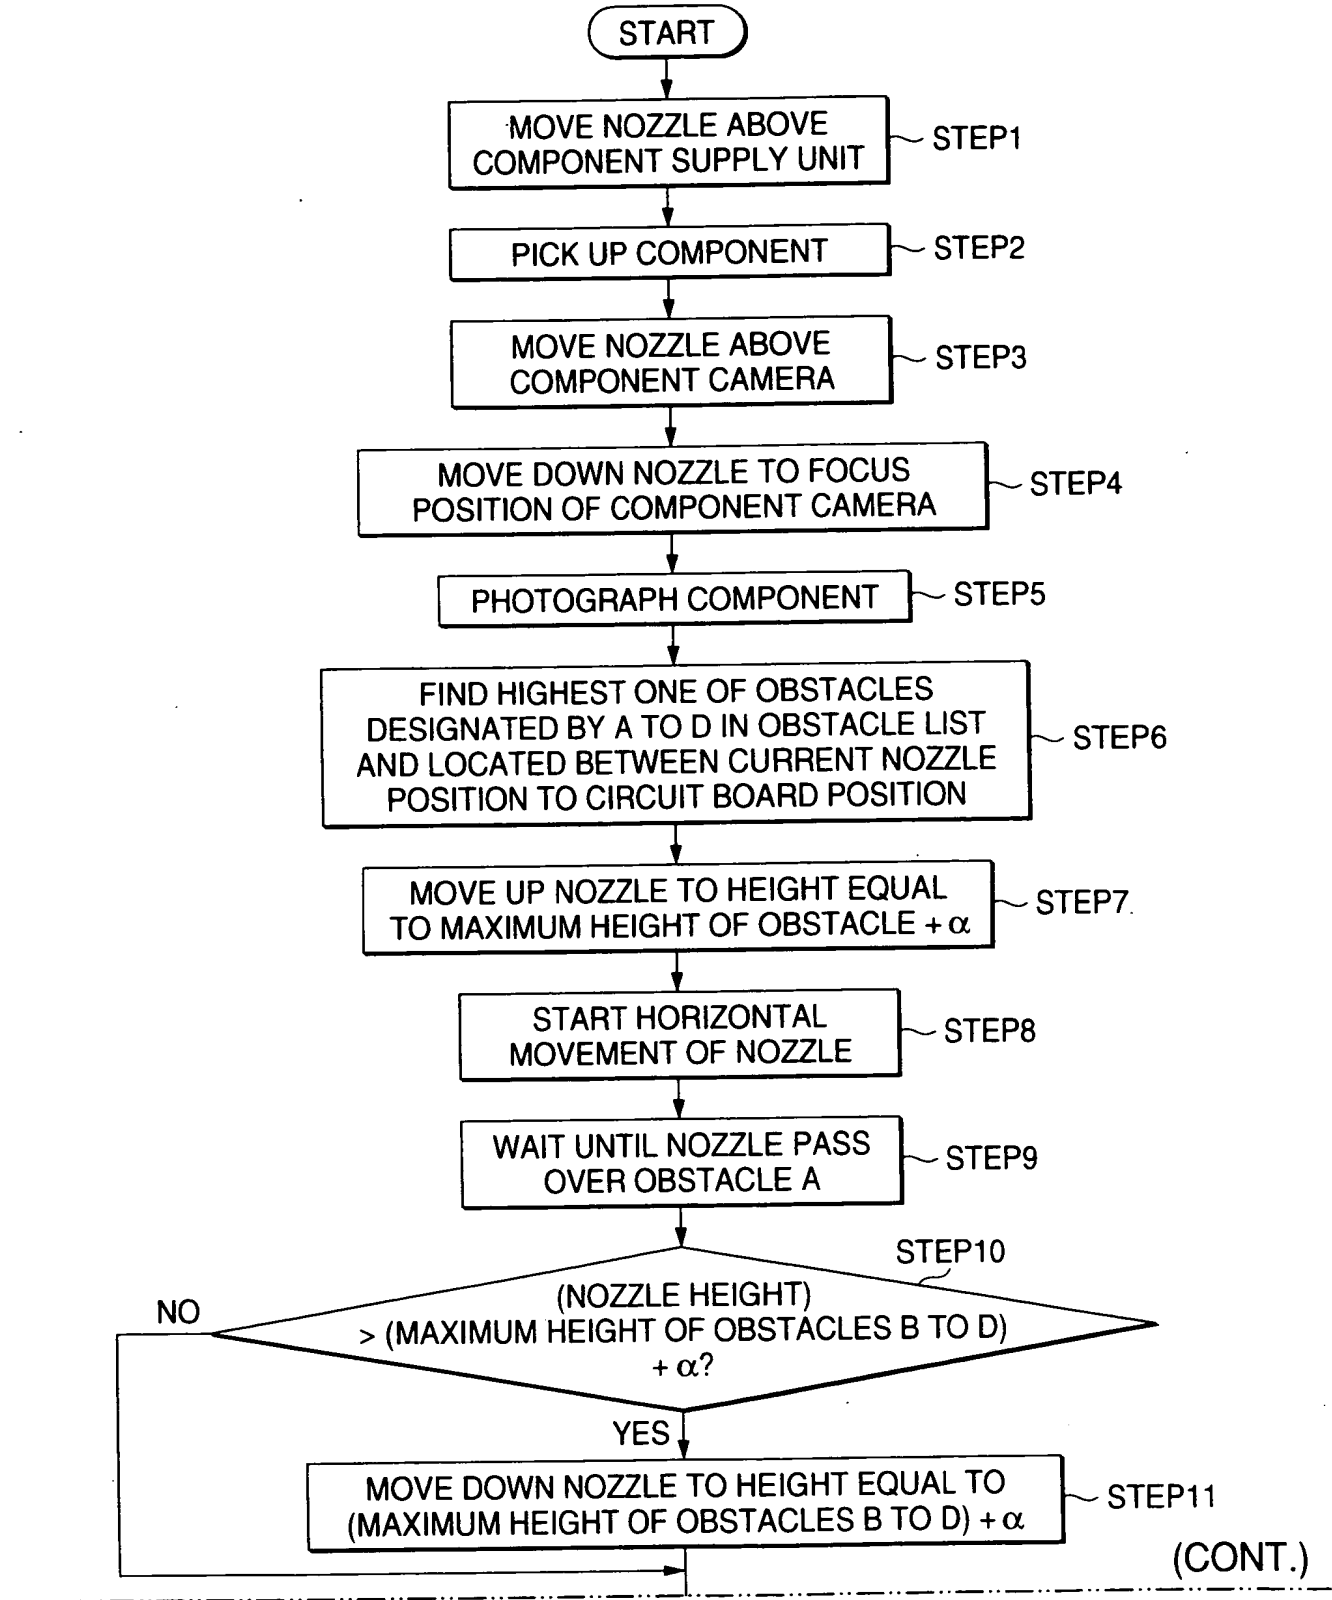 START
MOVE NOZZLE ABOVE
COMPONENT SUPPLY UNIT
STEP1
PICK UP COMPONENT
STEP2
MOVE NOZZLE ABOVE
COMPONENT CAMERA
STEP3
MOVE DOWN NOZZLE TO FOCUS
POSITION OF COMPONENT CAMERA
STEP4
PHOTOGRAPH COMPONENT
STEP5
FIND HIGHEST ONE OF OBSTACLES
DESIGNATED BY A TO D IN OBSTACLE LIST
AND LOCATED BETWEEN CURRENT NOZZLE
POSITION TO CIRCUIT BOARD POSITION
STEP6
MOVE UP NOZZLE TO HEIGHT EQUAL
TO MAXIMUM HEIGHT OF OBSTACLE + α
STEP7
START HORIZONTAL
MOVEMENT OF NOZZLE
STEP8
WAIT UNTIL NOZZLE PASS
OVER OBSTACLE A
STEP9
STEP10
(NOZZLE HEIGHT)
> (MAXIMUM HEIGHT OF OBSTACLES B TO D)
+ α?
NO
YES
MOVE DOWN NOZZLE TO HEIGHT EQUAL TO
(MAXIMUM HEIGHT OF OBSTACLES B TO D) + α
STEP11
(CONT.)